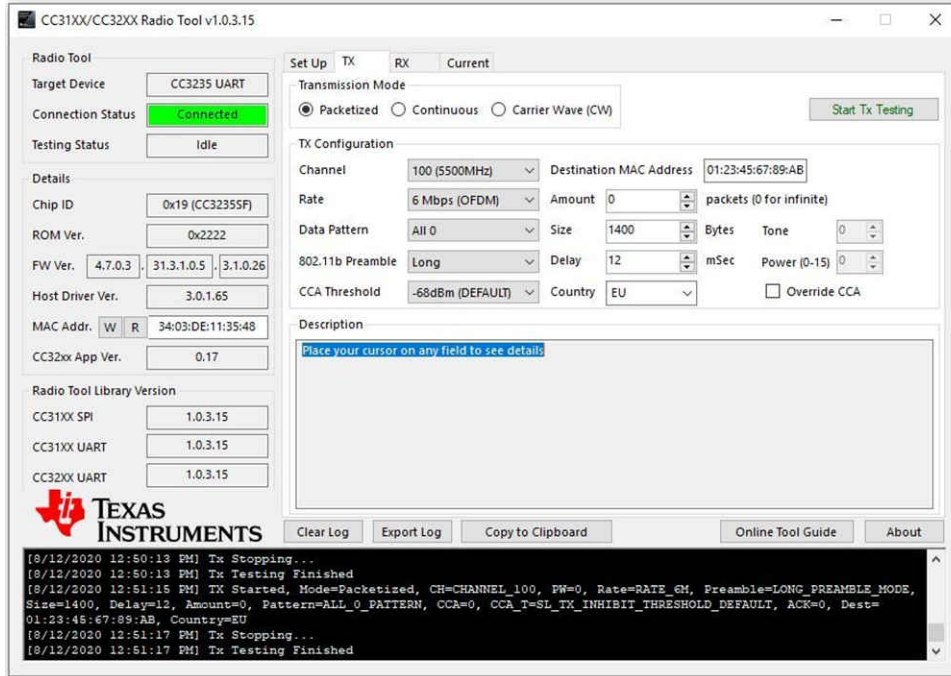 CC31XX/CC32XX Radio Tool v1.0.3.15
Radio Tool
Target Device CC3235 UART
Connection Status Connected
Testing Status Idle
Details
Chip ID 0x19 (CC3235SF)
ROM Ver. 0x2222
FW Ver. 4.7.0.3 . 31.3.1.0.5 . 3.1.0.26
Host Driver Ver. 3.0.1.65
MAC Addr. W R 34:03:DE:11:35:48
CC32xx App Ver. 0.17
Radio Tool Library Version
CC31XX SPI 1.0.3.15
CC31XX UART 1.0.3.15
CC32XX UART 1.0.3.15
TEXAS
INSTRUMENTS
Set Up TX RX Current
Transmission Mode
Packetized Continuous Carrier Wave (CW)
Start Tx Testing
TX Configuration
Channel 100 (5500MHz) Destination MAC Address 01:23:45:67:89:AB
Rate 6 Mbps (OFDM) Amount 0 packets (0 for infinite)
Data Pattern All 0 Size 1400 Bytes Tone 0
802.11b Preamble Long Delay 12 mSec Power (0-15) 0
CCA Threshold -68dBm (DEFAULT) Country EU Override CCA
Description
Place your cursor on any field to see details
Clear Log Export Log Copy to Clipboard Online Tool Guide About
[8/12/2020 12:50:13 PM] Tx Stopping...
[8/12/2020 12:50:13 PM] Tx Testing Finished
[8/12/2020 12:51:15 PM] TX Started, Mode=Packetized, CH=CHANNEL_100, PW=0, Rate=RATE_6M, Preamble=LONG_PREAMBLE_MODE,
Size=1400, Delay=12, Amount=0, Pattern=ALL_0_PATTERN, CCA=0, CCA_T=SL_TX_INHIBIT_THRESHOLD_DEFAULT, ACK=0, Dest=
01:23:45:67:89:AB, Country=EU
[8/12/2020 12:51:17 PM] Tx Stopping...
[8/12/2020 12:51:17 PM] Tx Testing Finished